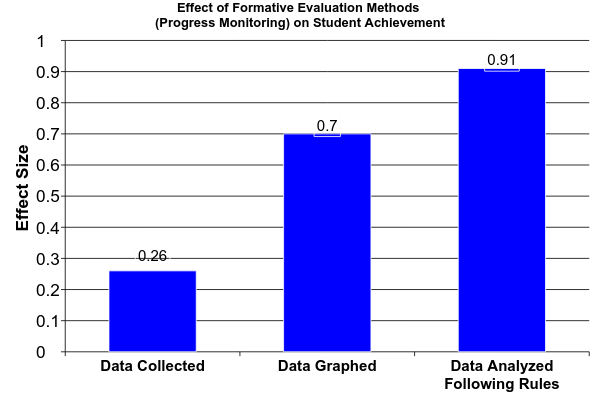 Effect of Formative Evaluation Methods
(Progress Monitoring) on Student Achievement
1
0.9
0.8
0.7
0.6
0.5
0.4
0.3
0.2
0.1
0
Effect Size
0.26
0.7
0.91
Data Collected
Data Graphed
Data Analyzed
Following Rules